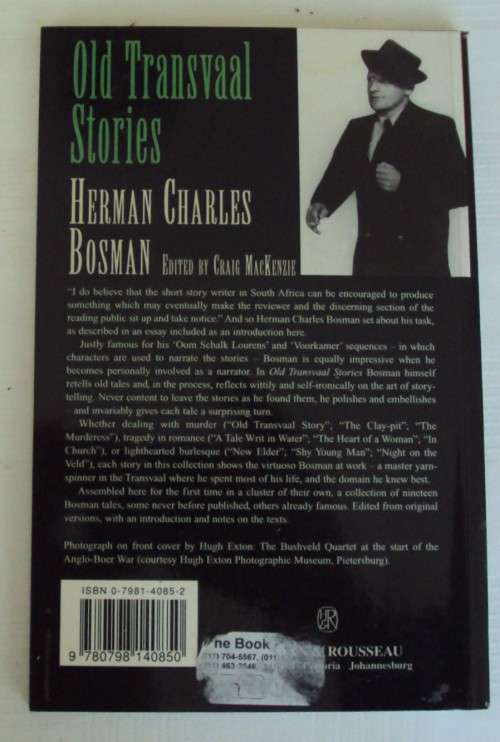 Old Transvaal
Stories
HERMAN CHARLES
BOSMAN EDITED BY CRAIG MACKENZIE
"I do believe that the short story writer in South Africa can be encouraged to produce
something which may eventually make the reviewer and the discerning section of the
reading public sit up and take notice." And so Herman Charles Bosman set about his task,
as described in an essay included as an introduction here.
Justly famous for his 'Oom Schalk Lourens' and 'Voorkamer' sequences – in which
characters are used to narrate the stories – Bosman is equally impressive when he
becomes personally involved as a narrator. In Old Transvaal Stories Bosman himself
retells old tales and, in the process, reflects wittily and self-ironically on the art of story-
telling. Never content to leave the stories as he found them, he polishes and embellishes
– and invariably gives each tale a surprising turn.
Whether dealing with murder ("Old Transvaal Story", "The Clay-pit", "The
Murderess"), tragedy in romance ("A Tale Writ in Water", "The Heart of a Woman", "In
Church"), or lighthearted burlesque ("New Elder"; "Shy Young Man"; "Night on the
Veld"), each story in this collection shows the virtuoso Bosman at work – a master yarn-
spinner in the Transvaal where he spent most of his life, and the domain he knew best.
Assembled here for the first time in a cluster of their own, a collection of nineteen
Bosman tales, some never before published, others already famous. Edited from original
versions, with an introduction and notes on the texts.
Photograph on front cover by Hugh Exton: The Bushveld Quartet at the start of the
Anglo-Boer War (courtesy Hugh Exton Photographic Museum, Pietersburg).
ISBN 0-7981-4085-2
9 780798 140850
ne Book
704-5567, (011
& ROUSSEAU
Johannesburg